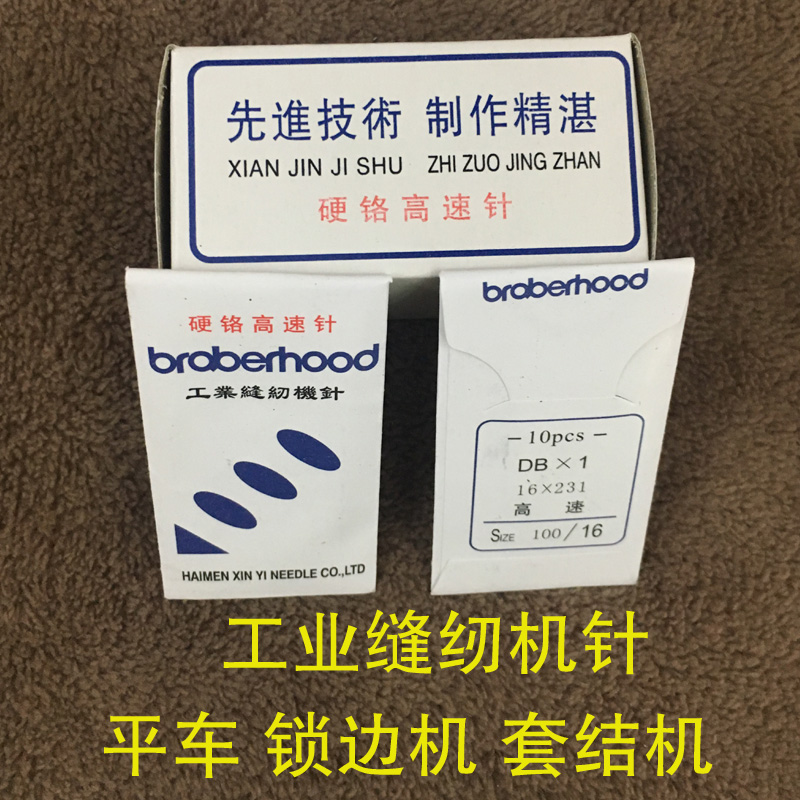 先進技術 制作精湛
XIAN JIN JI SHU ZHI ZUO JING ZHAN
硬铬高速针
硬铬高速针
braberhood
工業縫紉機針
HAIMEN XIN YI NEEDLE CO.,LTD
braberhood
-10pcs-
DB×1
16×231
高 速
SIZE 100/16
工业缝纫机针
平车 锁边机 套结机